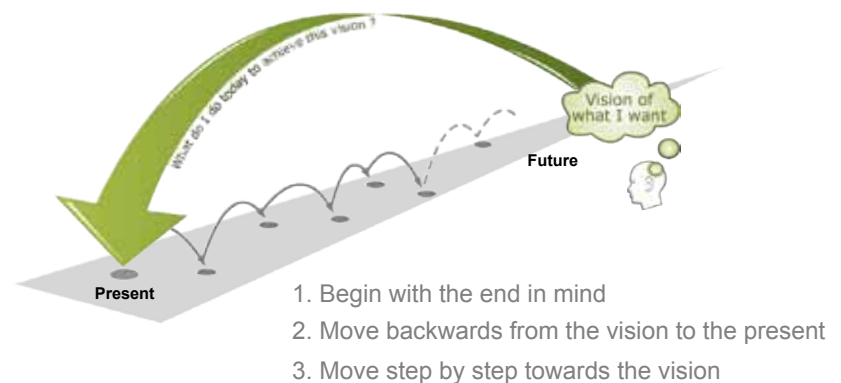 What do I do today to achieve this vision ?
Vision of
what I want
Future
Present
1. Begin with the end in mind
2. Move backwards from the vision to the present
3. Move step by step towards the vision